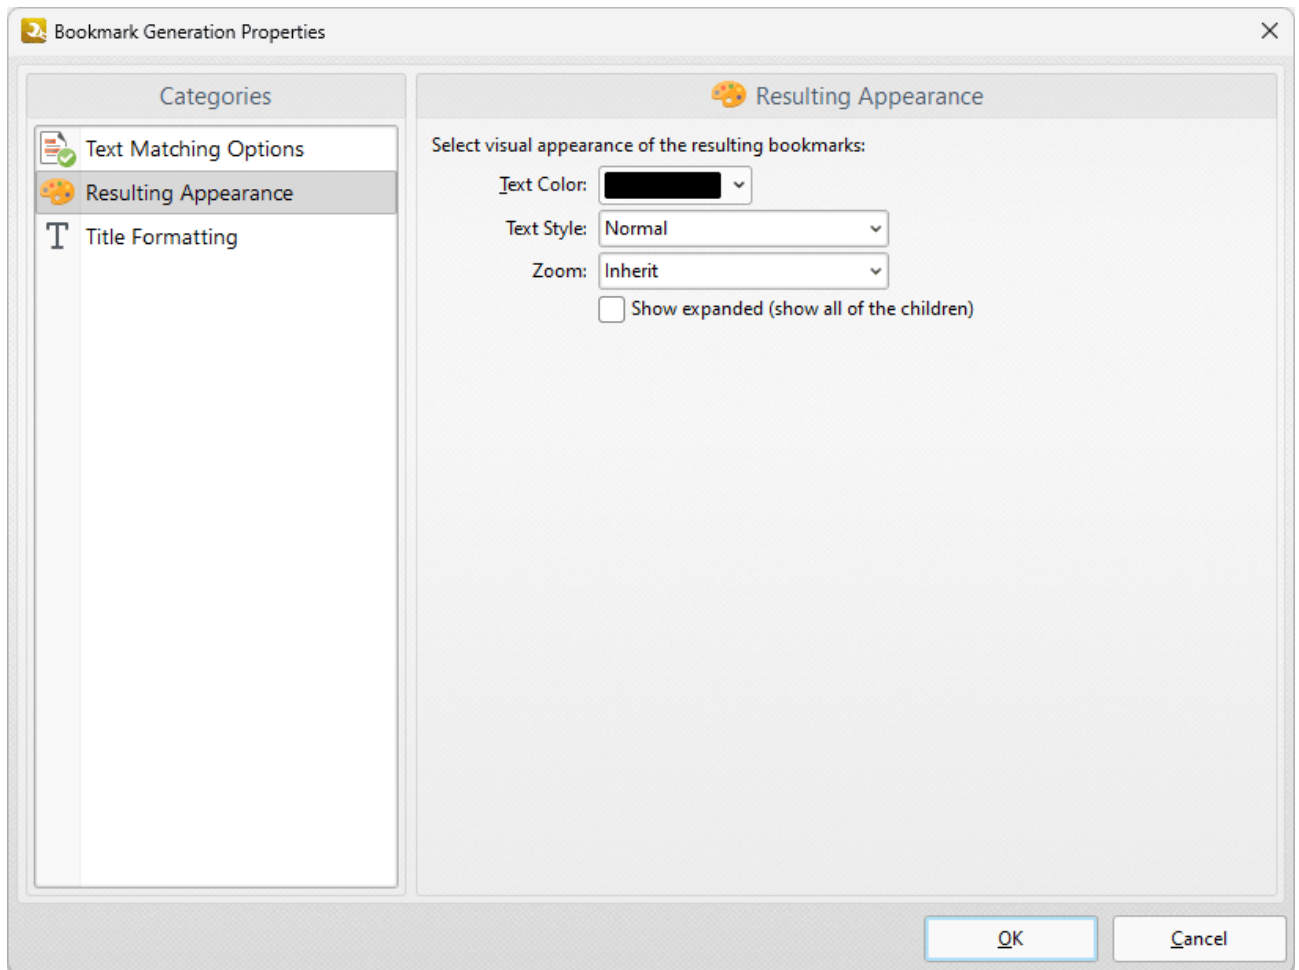 Bookmark Generation Properties
Categories
Text Matching Options
Resulting Appearance
Title Formatting
Resulting Appearance
Select visual appearance of the resulting bookmarks:
Text Color:
Text Style: Normal
Zoom: Inherit
Show expanded (show all of the children)
OK Cancel